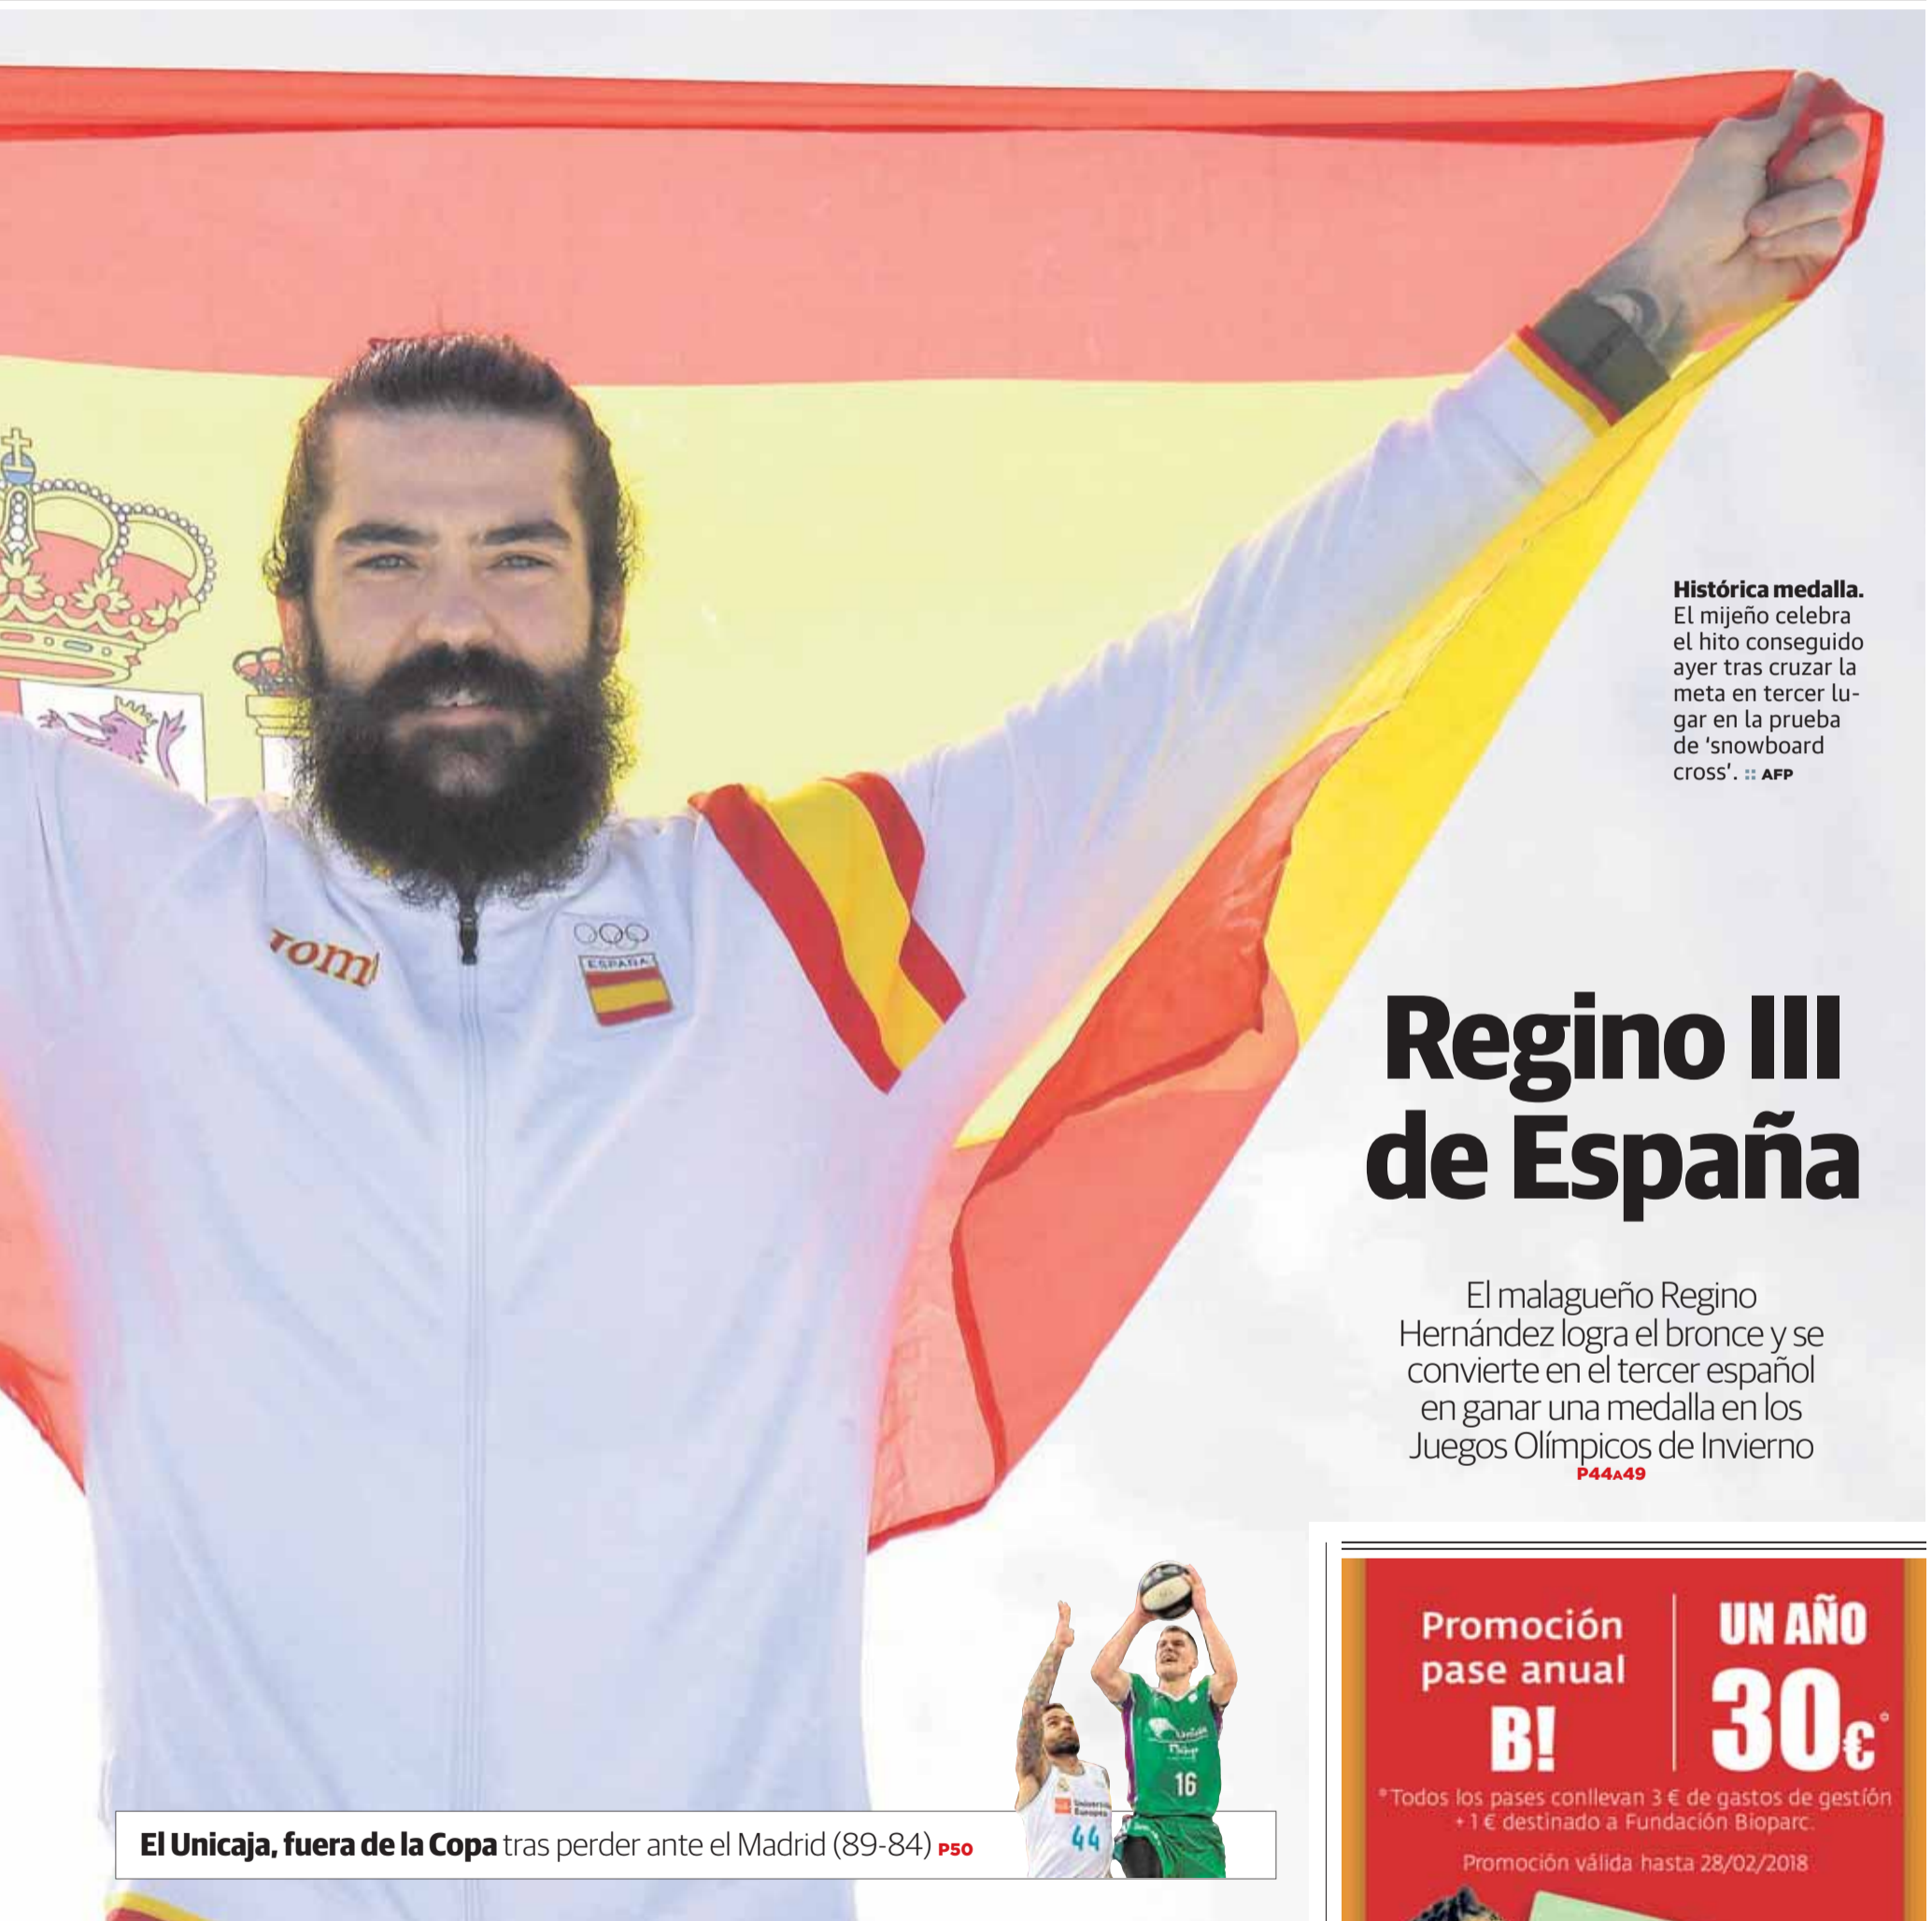 Histórica medalla.
El mijeño celebra
el hito conseguido
ayer tras cruzar la
meta en tercer lu-
gar en la prueba
de ‘snowboard
cross’. :: AFP
ESPAÑA
Regino III
de España
El malagueño Regino
Hernández logra el bronce y se
convierte en el tercer español
en ganar una medalla en los
Juegos Olímpicos de Invierno
P44A49
El Unicaja, fuera de la Copa tras perder ante el Madrid (89-84) P50
Unicaja
Málaga
16
Universidad
Europea
44
Promoción
pase anual
B!
UN AÑO
30€*
*Todos los pases conllevan 3 € de gastos de gestión
+ 1 € destinado a Fundación Bioparc.
Promoción válida hasta 28/02/2018